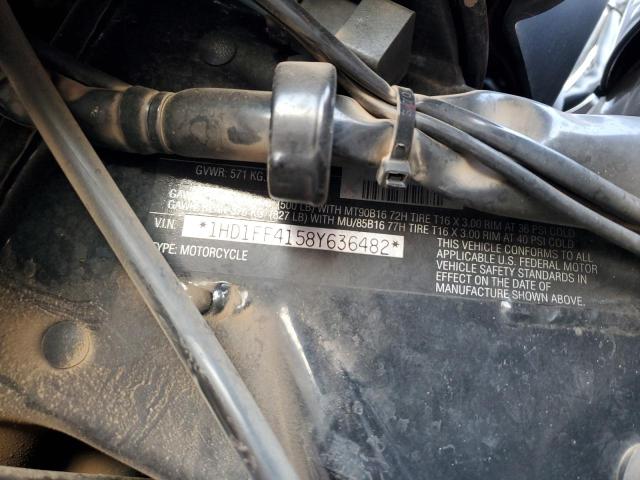 GVWR: 571 KG.
500 LB) WITH MT90B16 72H TIRE T16 X 3.00 RIM AT 36 PSI COLD
(827 LB) WITH MU/85B16 77H TIRE T16 X 3.00 RIM AT 40 PSI COLD
V.I.N. *1HD1FF4158Y636482*
TYPE: MOTORCYCLE
THIS VEHICLE CONFORMS TO ALL
APPLICABLE U.S. FEDERAL MOTOR
VEHICLE SAFETY STANDARDS IN
EFFECT ON THE DATE OF
MANUFACTURE SHOWN ABOVE.